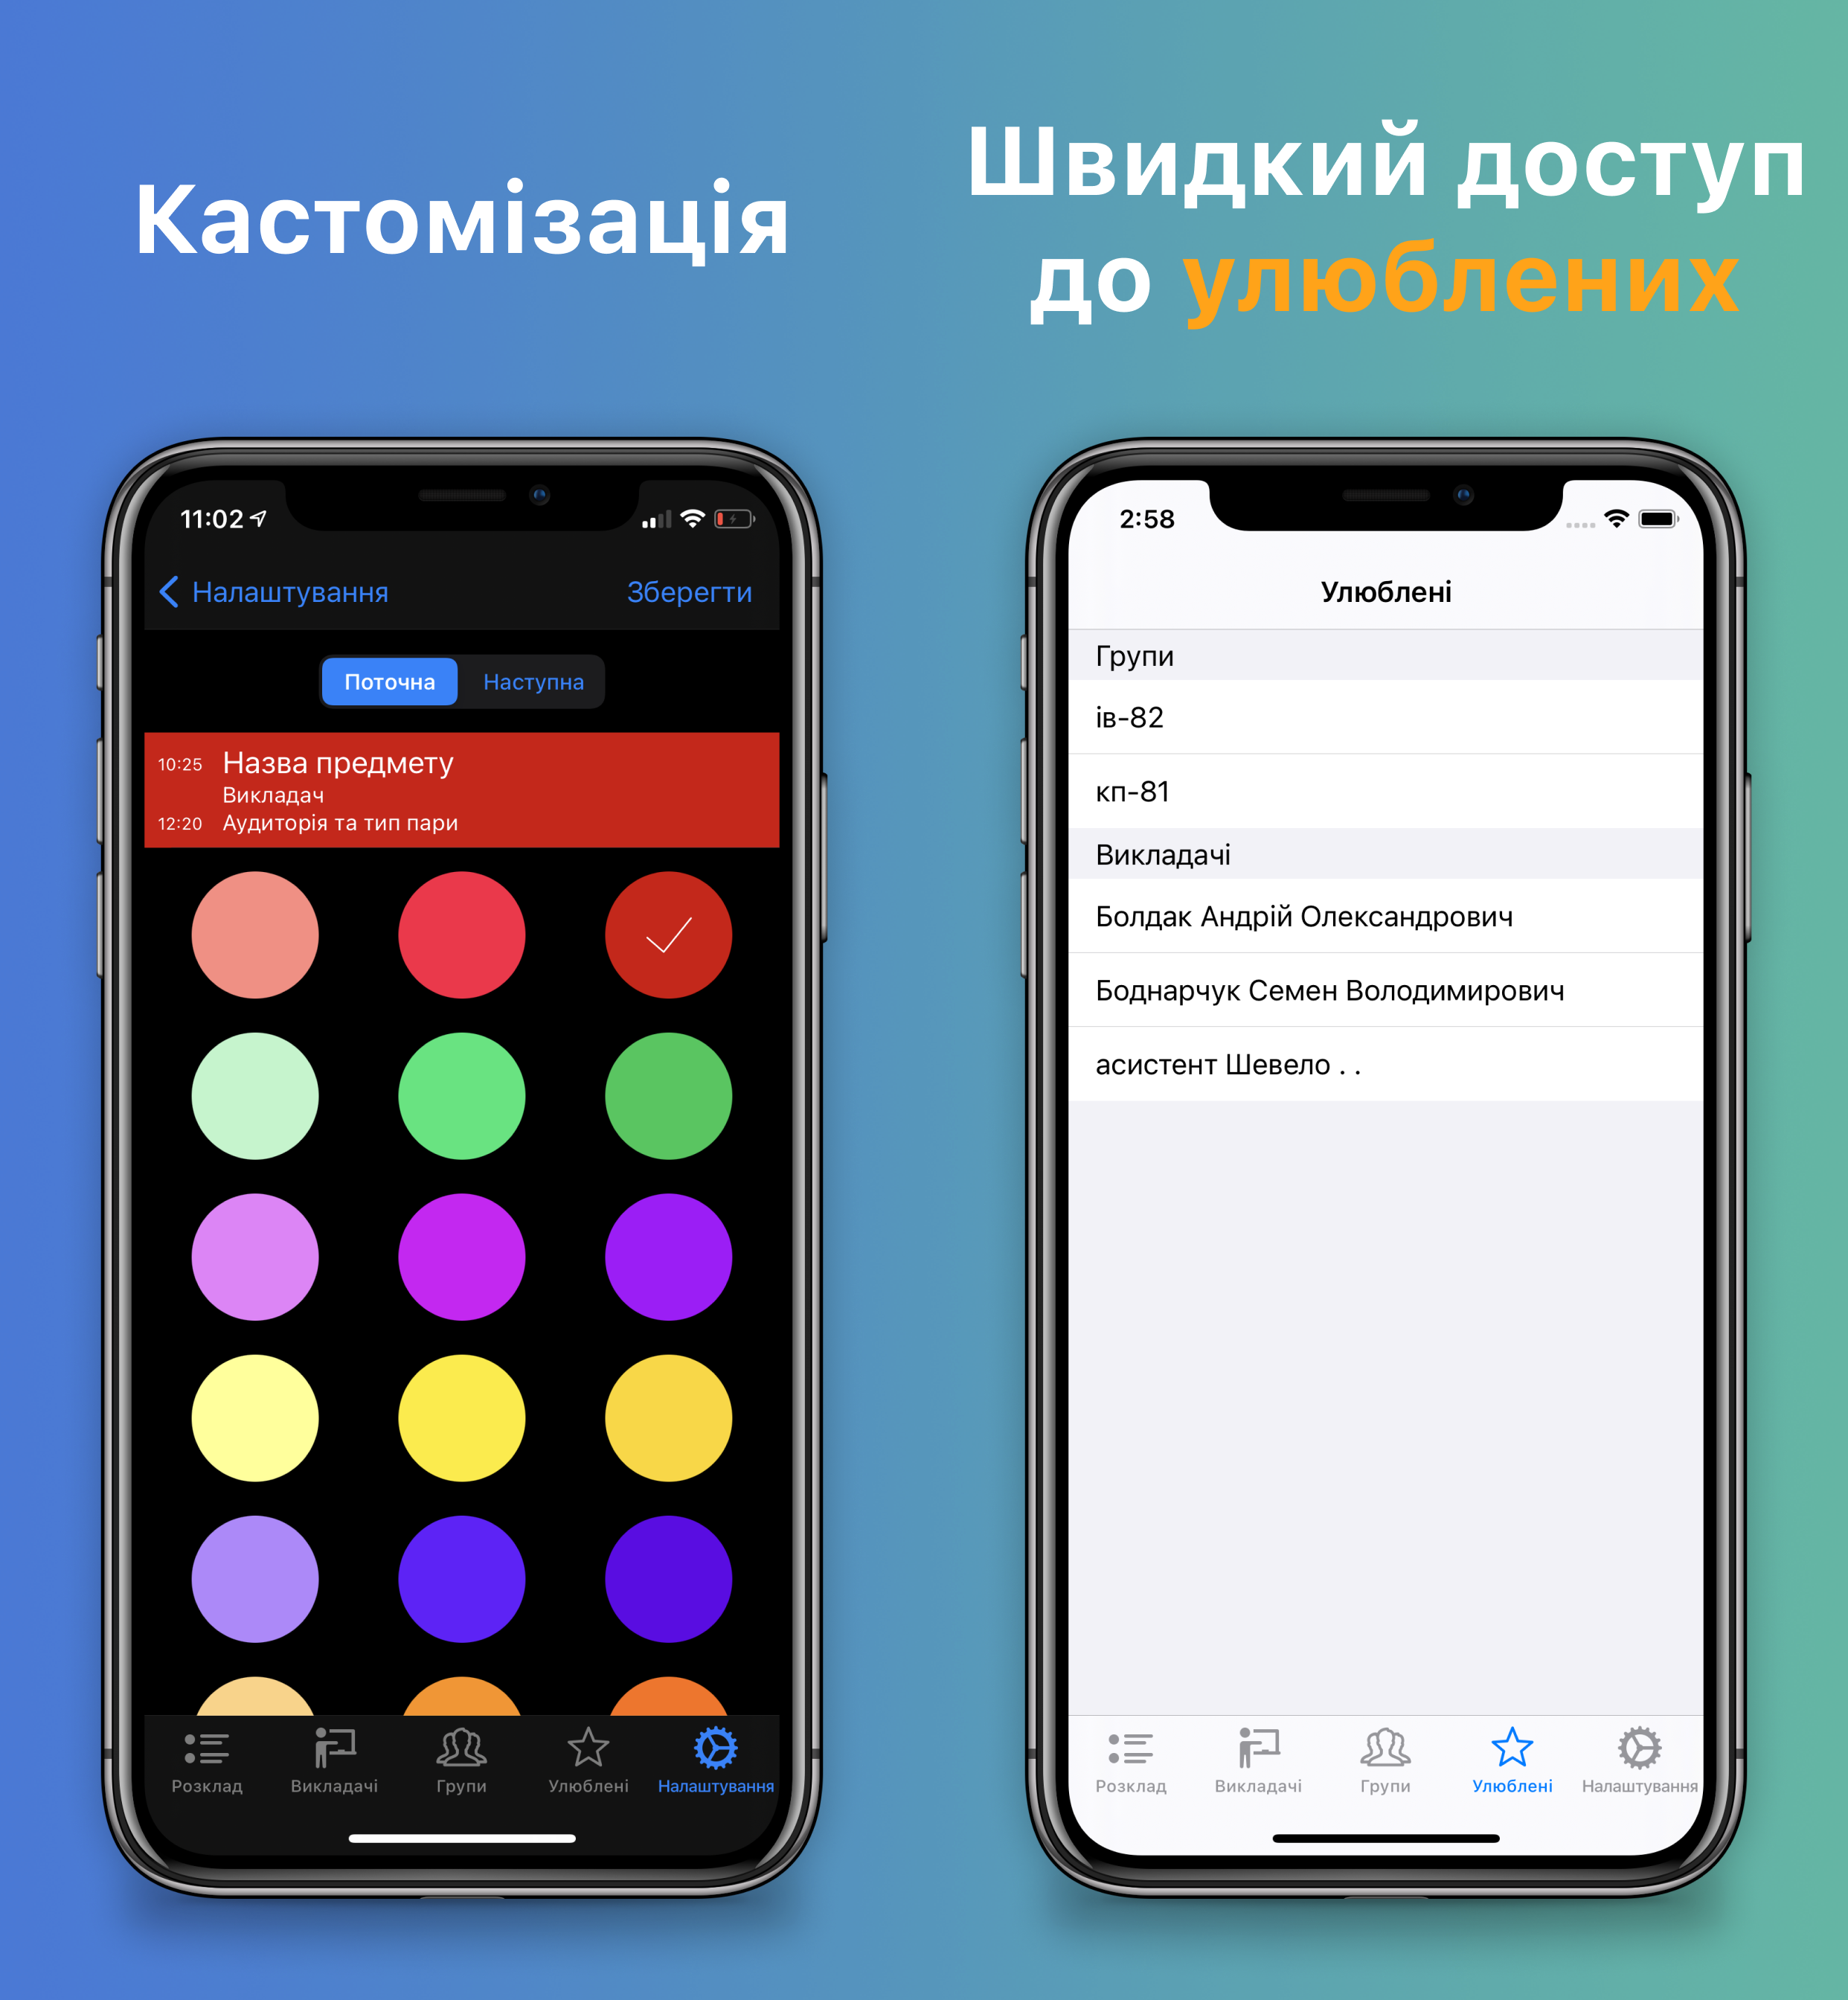 Кастомізація
11:02
Налаштування Зберегти
Поточна Наступна
10:25 Назва предмету
Викладач
12:20 Аудиторія та тип пари
Розклад Викладачі Групи Улюблені Налаштування
Швидкий доступ
до улюблених
2:58
Улюблені
Групи
ів-82
кп-81
Викладачі
Болдак Андрій Олександрович
Боднарчук Семен Володимирович
асистент Шевело . .
Розклад Викладачі Групи Улюблені Налаштування